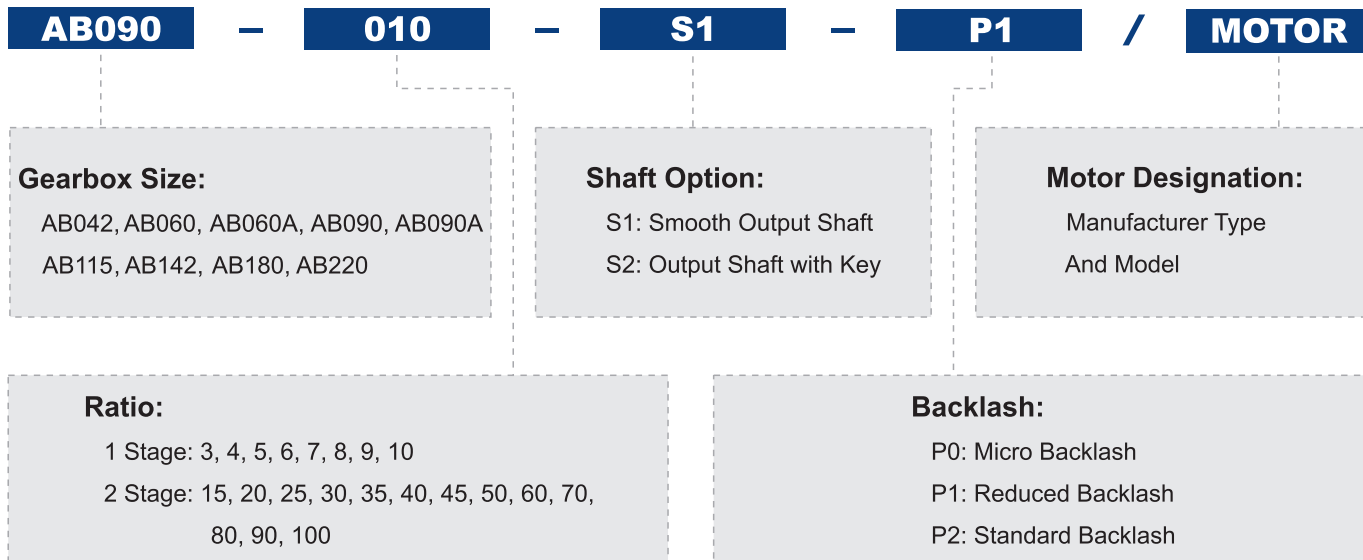 AB090 – 010 – S1 – P1 / MOTOR
Gearbox Size:
AB042, AB060, AB060A, AB090, AB090A
AB115, AB142, AB180, AB220
Shaft Option:
S1: Smooth Output Shaft
S2: Output Shaft with Key
Motor Designation:
Manufacturer Type
And Model
Ratio:
1 Stage: 3, 4, 5, 6, 7, 8, 9, 10
2 Stage: 15, 20, 25, 30, 35, 40, 45, 50, 60, 70,
80, 90, 100
Backlash:
P0: Micro Backlash
P1: Reduced Backlash
P2: Standard Backlash